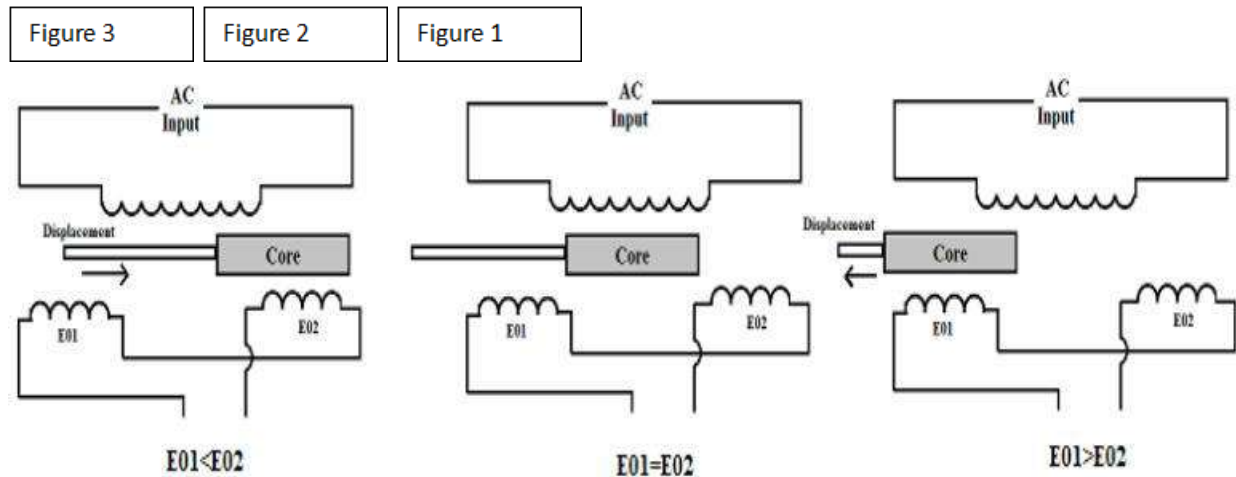 Figure 3
Figure 2
Figure 1
AC
Input
Displacement
Core
E01
E02
E01<E02
AC
Input
Core
E01
E02
E01=E02
AC
Input
Displacement
Core
E01
E02
E01>E02